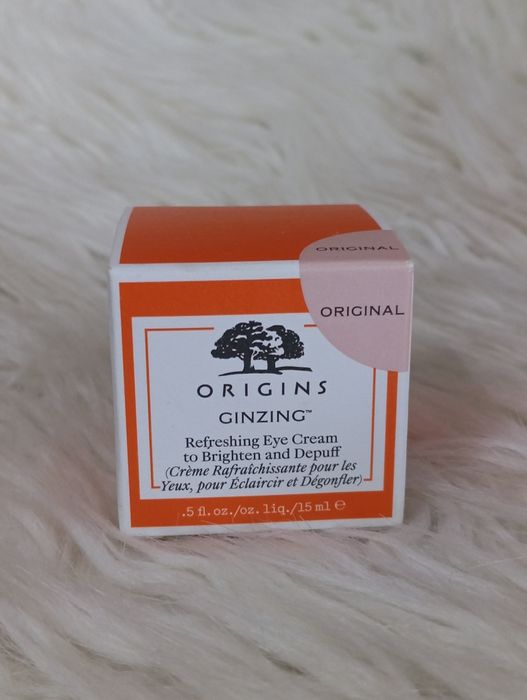 ORIGINAL
ORIGINAL
ORIGINS
GINZING™
Refreshing Eye Cream
to Brighten and Depuff
(Crème Rafraîchissante pour les
Yeux, pour Éclaircir et Dégonfler)
.5 fl.oz./oz. liq./15 ml ℮